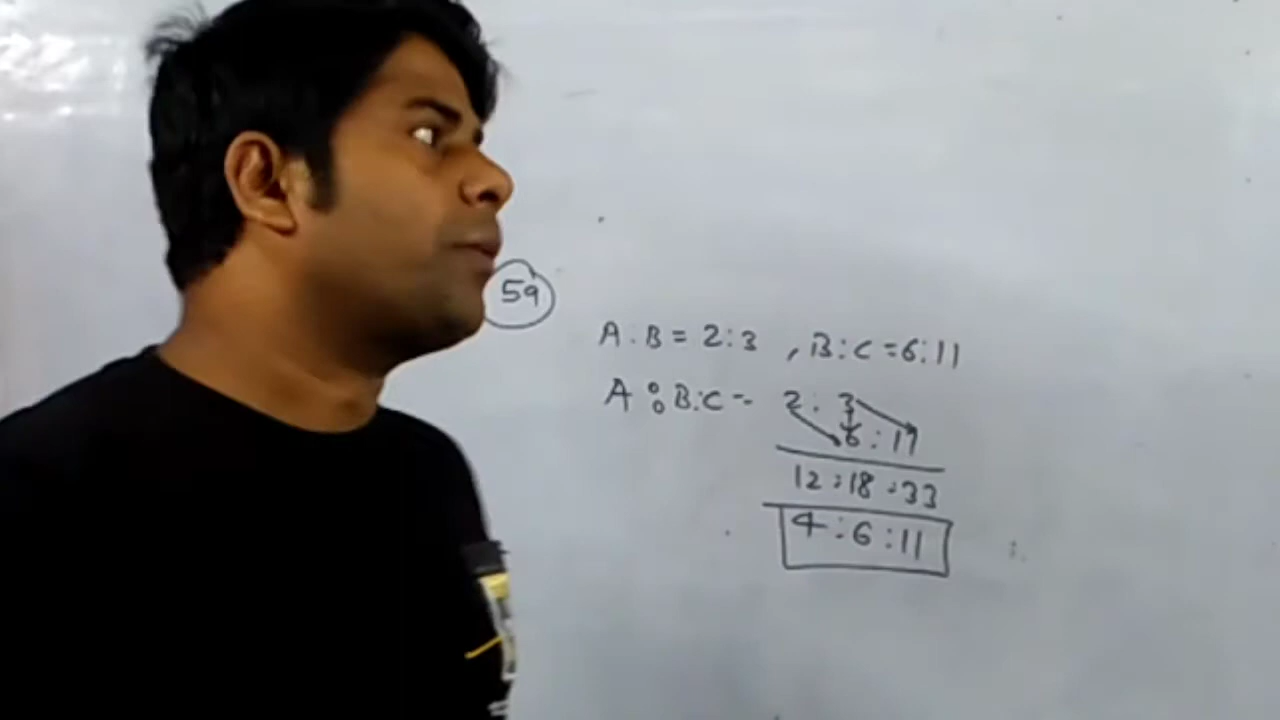 59
A:B = 2:3 , B:C = 6:11
A:B:C - 2 : 3
6 : 11
12 : 18 : 33
4 : 6 : 11